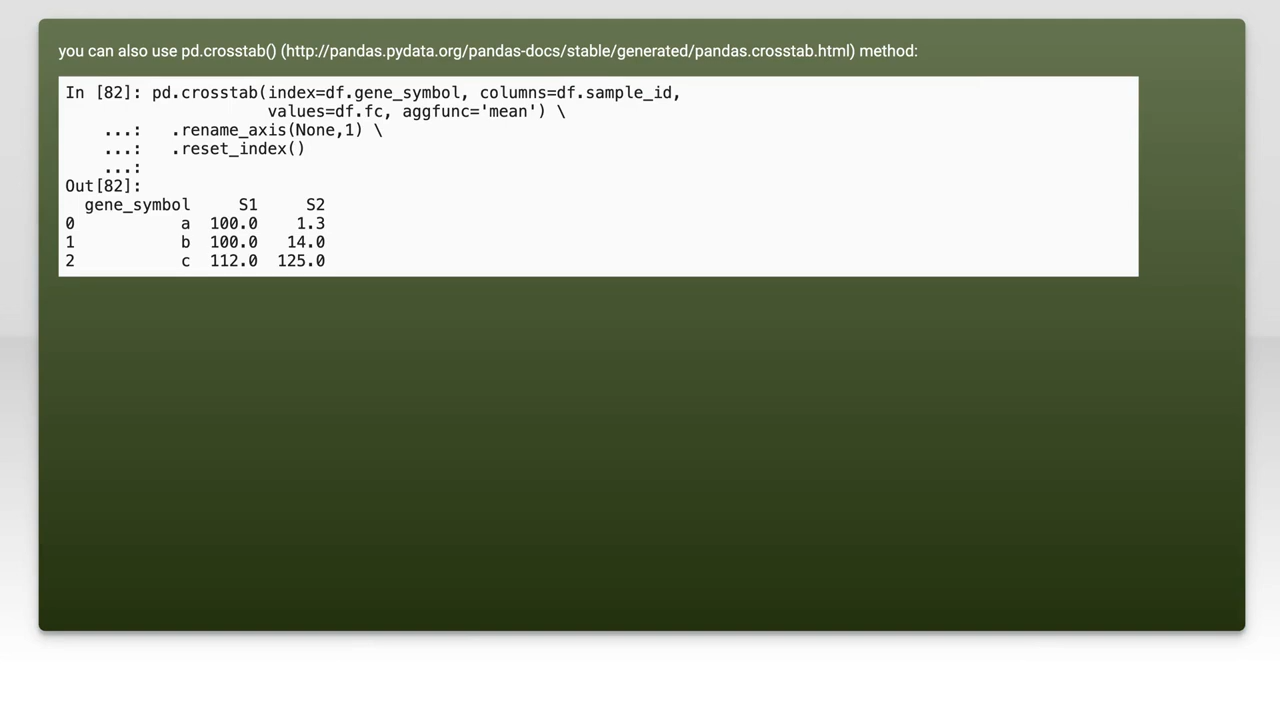 you can also use pd.crosstab() (http://pandas.pydata.org/pandas-docs/stable/generated/pandas.crosstab.html) method:
In [82]: pd.crosstab(index=df.gene_symbol, columns=df.sample_id,
                     values=df.fc, aggfunc='mean') \
    ...:   .rename_axis(None,1) \
    ...:   .reset_index()
    ...:
Out[82]:
  gene_symbol     S1     S2
0           a  100.0    1.3
1           b  100.0   14.0
2           c  112.0  125.0